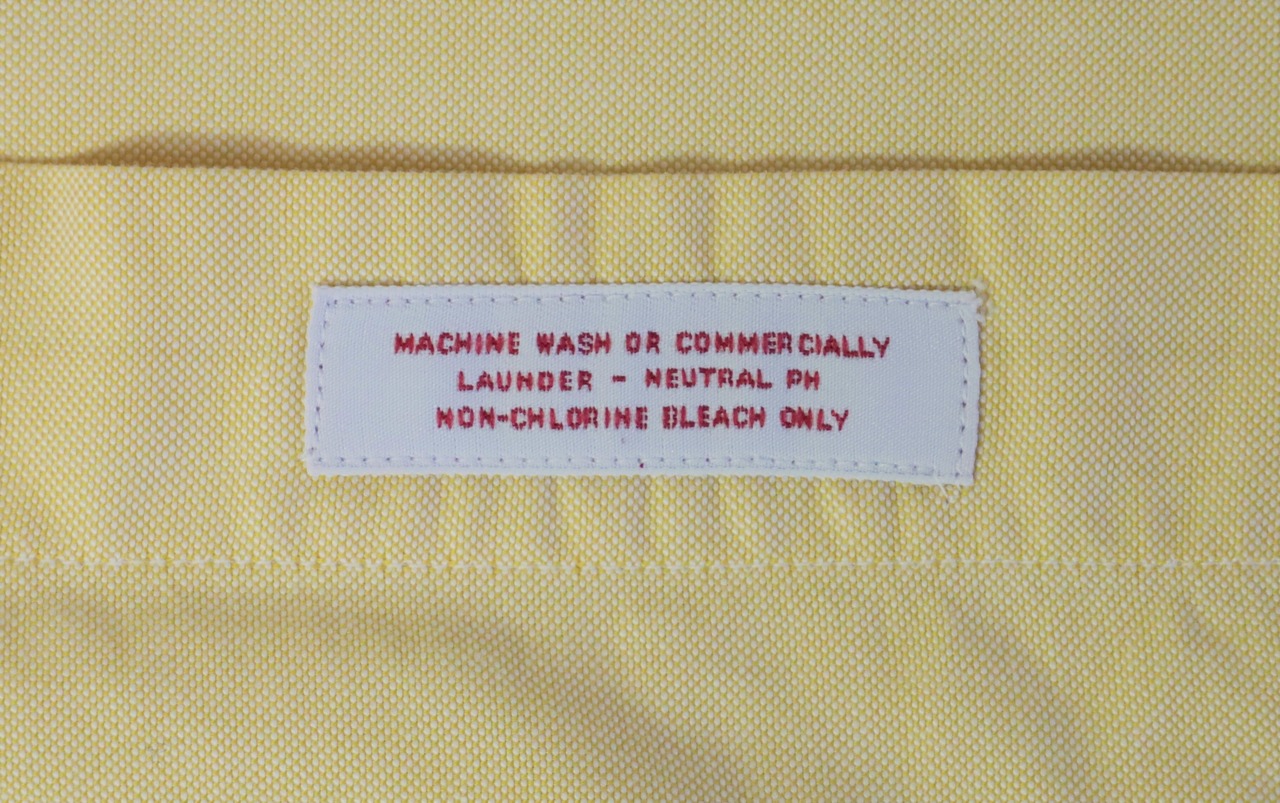 MACHINE WASH OR COMMERCIALLY
LAUNDER - NEUTRAL PH
NON-CHLORINE BLEACH ONLY